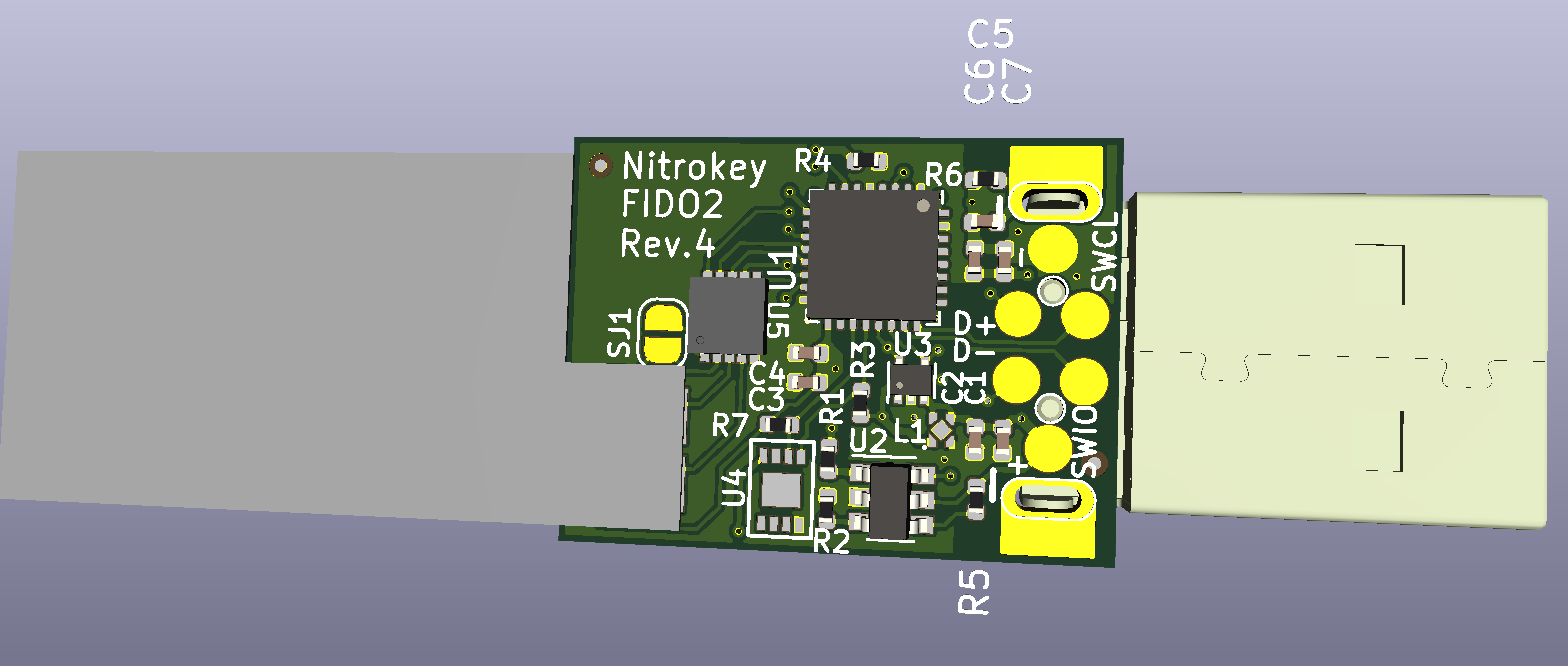 C5
C6
C7
Nitrokey
FIDO2
Rev.4
R4
R6
SWCL
-
U1
U5
SJ1
D+
D-
U3
R3
C2
C1
C4
C3
R1
R7
U2
L1
U4
SWIO
+
R2
R5